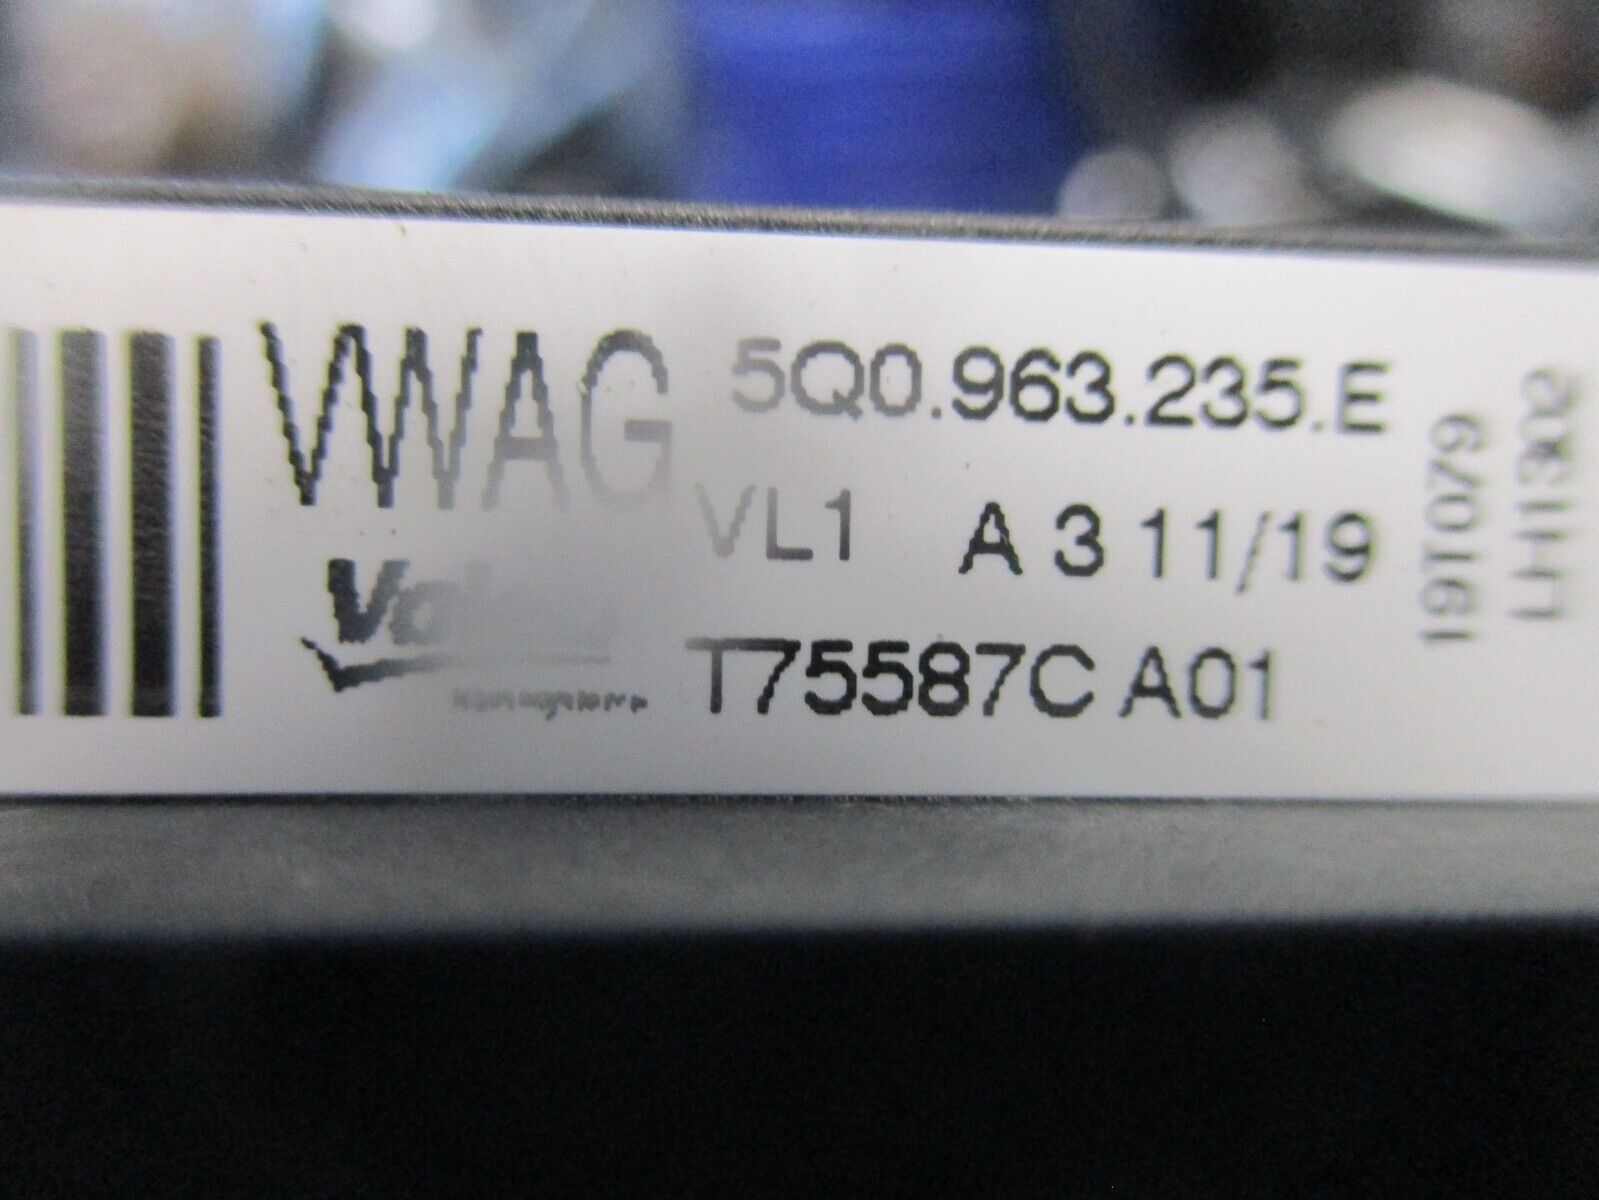 VWAG
5Q0.963.235.E
VL1 A 3 11/19
T75587C A01
19T079
LH1302